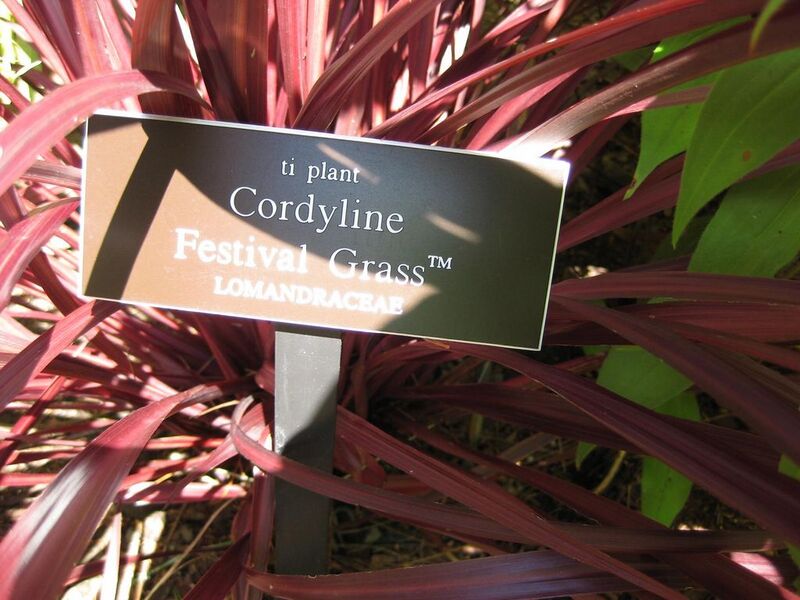 ti plant
Cordyline
Festival Grass™
LOMANDRACEAE